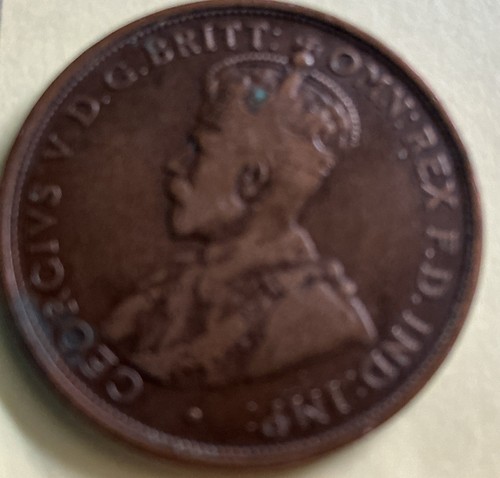 GEORGIVS V D.G.BRITT: OMN: REX F.D. IND: IMP: